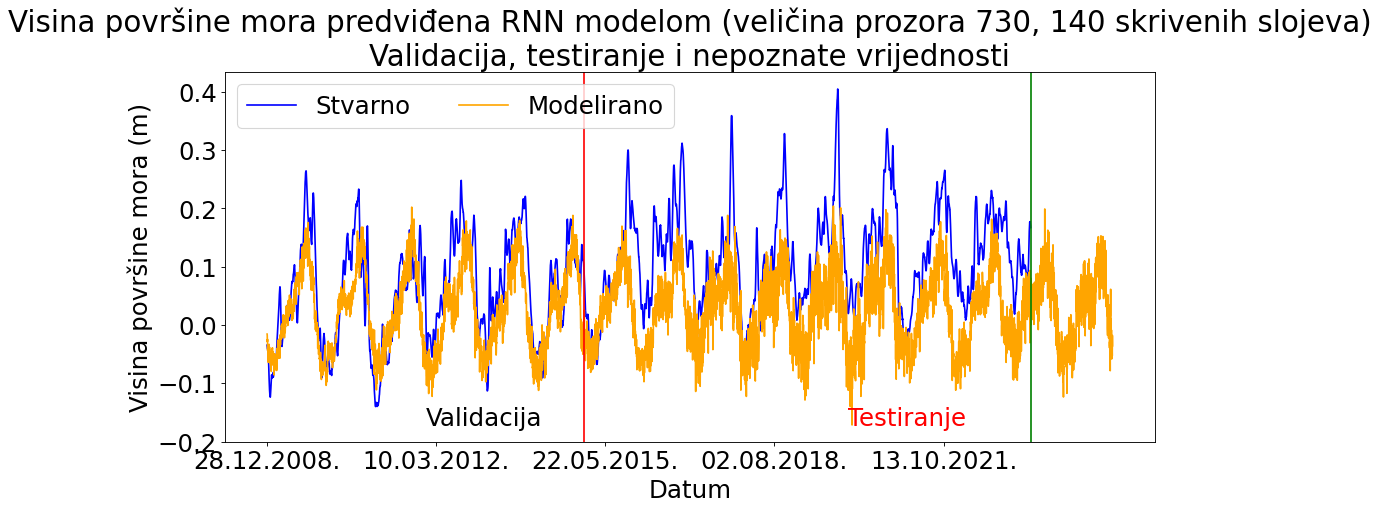 Visina površine mora predviđena RNN modelom (veličina prozora 730, 140 skrivenih slojeva)
Validacija, testiranje i nepoznate vrijednosti
Stvarno
Modelirano
Visina površine mora (m)
0.4
0.3
0.2
0.1
0.0
−0.1
−0.2
Validacija
Testiranje
28.12.2008.
10.03.2012.
22.05.2015.
02.08.2018.
13.10.2021.
Datum